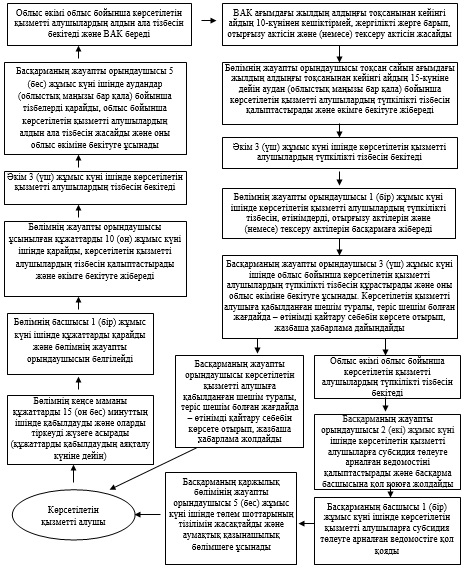 Облыс әкімі облыс бойынша көрсетілетін
қызметті алушылардың алдын ала тізбесін
бекітеді және ВАК береді
Басқарманың жауапты орындаушысы 5
(бес) жұмыс күні ішінде аудандар
(облыстық маңызы бар қала) бойынша
тізбелерді қарайды, облыс бойынша
көрсетілетін қызметті алушылардың
алдын ала тізбесін жасайды және оны
облыс әкіміне бекітуге ұсынады
Әкім 3 (үш) жұмыс күні ішінде көрсетілетін
қызметті алушылардың тізбесін бекітеді
Бөлімнің жауапты орындаушысы
ұсынылған құжаттарды 10 (он) жұмыс күні
ішінде қарайды, көрсетілетін қызметті
алушылардың тізбесін қалыптастырады
және әкімге бекітуге жібереді
Бөлімнің басшысы 1 (бір) жұмыс
күні ішінде құжаттарды қарайды
және бөлімнің жауапты
орындаушысын белгілейді
Бөлімнің кеңсе маманы
құжаттарды 15 (он бес) минуттың
ішінде қабылдауды және оларды
тіркеуді жүзеге асырады
(құжаттарды қабылдаудың аяқталу
күніне дейін)
Көрсетілетін
қызметті алушы
ВАК ағымдағы жылдың алдыңғы тоқсанынан кейінгі
айдың 10-күнінен кешіктірмей, жергілікті жерге барып,
отырғызу актісін және (немесе) тексеру актісін жасайды
Бөлімнің жауапты орындаушысы тоқсан сайын ағымдағы
жылдың алдыңғы тоқсанынан кейінгі айдың 15-күніне
дейін аудан (облыстық маңызы бар қала) бойынша
көрсетілетін қызметті алушылардың түпкілікті тізбесін
қалыптастырады және әкімге бекітуге жібереді
Әкім 3 (үш) жұмыс күні ішінде көрсетілетін қызметті
алушылардың түпкілікті тізбесін бекітеді
Бөлімнің жауапты орындаушысы 1 (бір) жұмыс күні
ішінде көрсетілетін қызметті алушылардың түпкілікті
тізбесін, өтінімдерді, отырғызу актілерін және
(немесе) тексеру актілерін басқармаға жібереді
Басқарманың жауапты орындаушысы 3 (үш) жұмыс күні
ішінде облыс бойынша көрсетілетін қызметті
алушылардың түпкілікті тізбесін құрастырады және оны
облыс әкіміне бекітуге ұсынады. Көрсетілетін қызметті
алушыға қабылданған шешім туралы, теріс шешім болған
жағдайда – өтінімді қайтару себебін көрсете отырып,
жазбаша хабарлама дайындайды
Басқарманың жауапты
орындаушысы көрсетілетін
қызметті алушыға
қабылданған шешім туралы,
теріс шешім болған жағдайда
– өтінімді қайтару себебін
көрсете отырып, жазбаша
хабарлама жолдайды
Облыс әкімі облыс бойынша
көрсетілетін қызметті
алушылардың түпкілікті тізбесін
бекітеді
Басқарманың жауапты
орындаушысы 2 (екі) жұмыс күні
ішінде көрсетілетін қызметті
алушыларға субсидия төлеуге
арналған ведомостіні
қалыптастырады және басқарма
басшысына қол қоюға жолдайды
Басқарманың басшысы 1 (бір)
жұмыс күні ішінде көрсетілетін
қызметті алушыларға субсидия
төлеуге арналған ведомостіге қол
қояды
Басқарманың қаржылық
бөлімінің жауапты
орындаушысы 5 (бес) жұмыс
күні ішінде төлем шоттарының
тізілімін жасақтайды және
аумақтық қазынашылық
бөлімшеге ұсынады